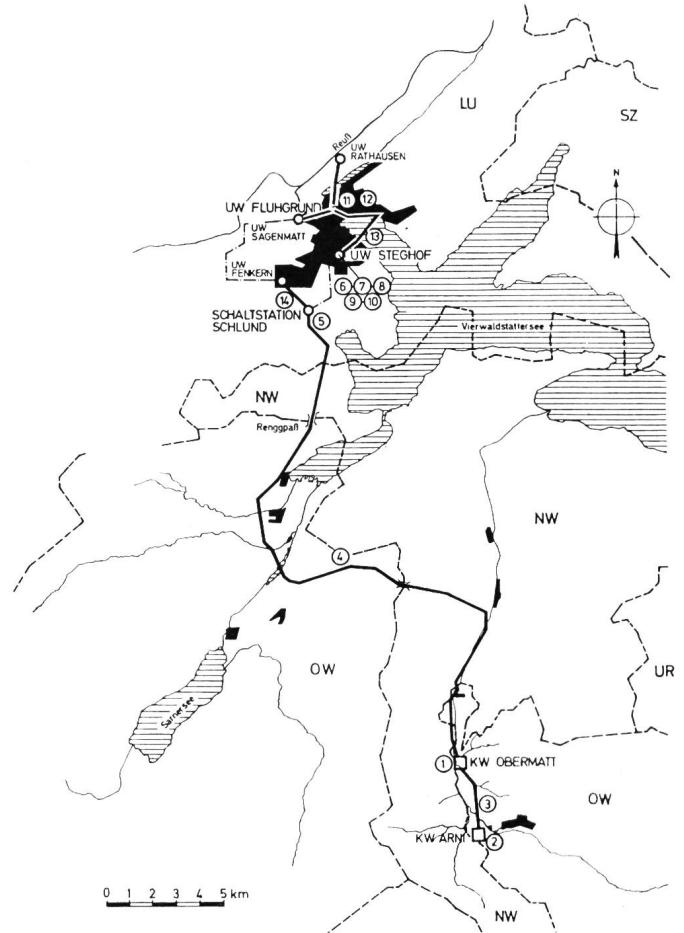 LU
SZ
Reuß
UW
RATHAUSEN
N
11 12
UW FLUHGRUND
UW
SAGENMATT
13
UW STEGHOF
UW
FENKERN
6 7 8
9 10
14
SCHALTSTATION
SCHLUND
5
Vierwaldstättersee
NW
Renggpaß
NW
4
OW
UR
Sarnersee
1
KW OBERMATT
3
OW
KW ARNI
2
0 1 2 3 4 5 km
NW